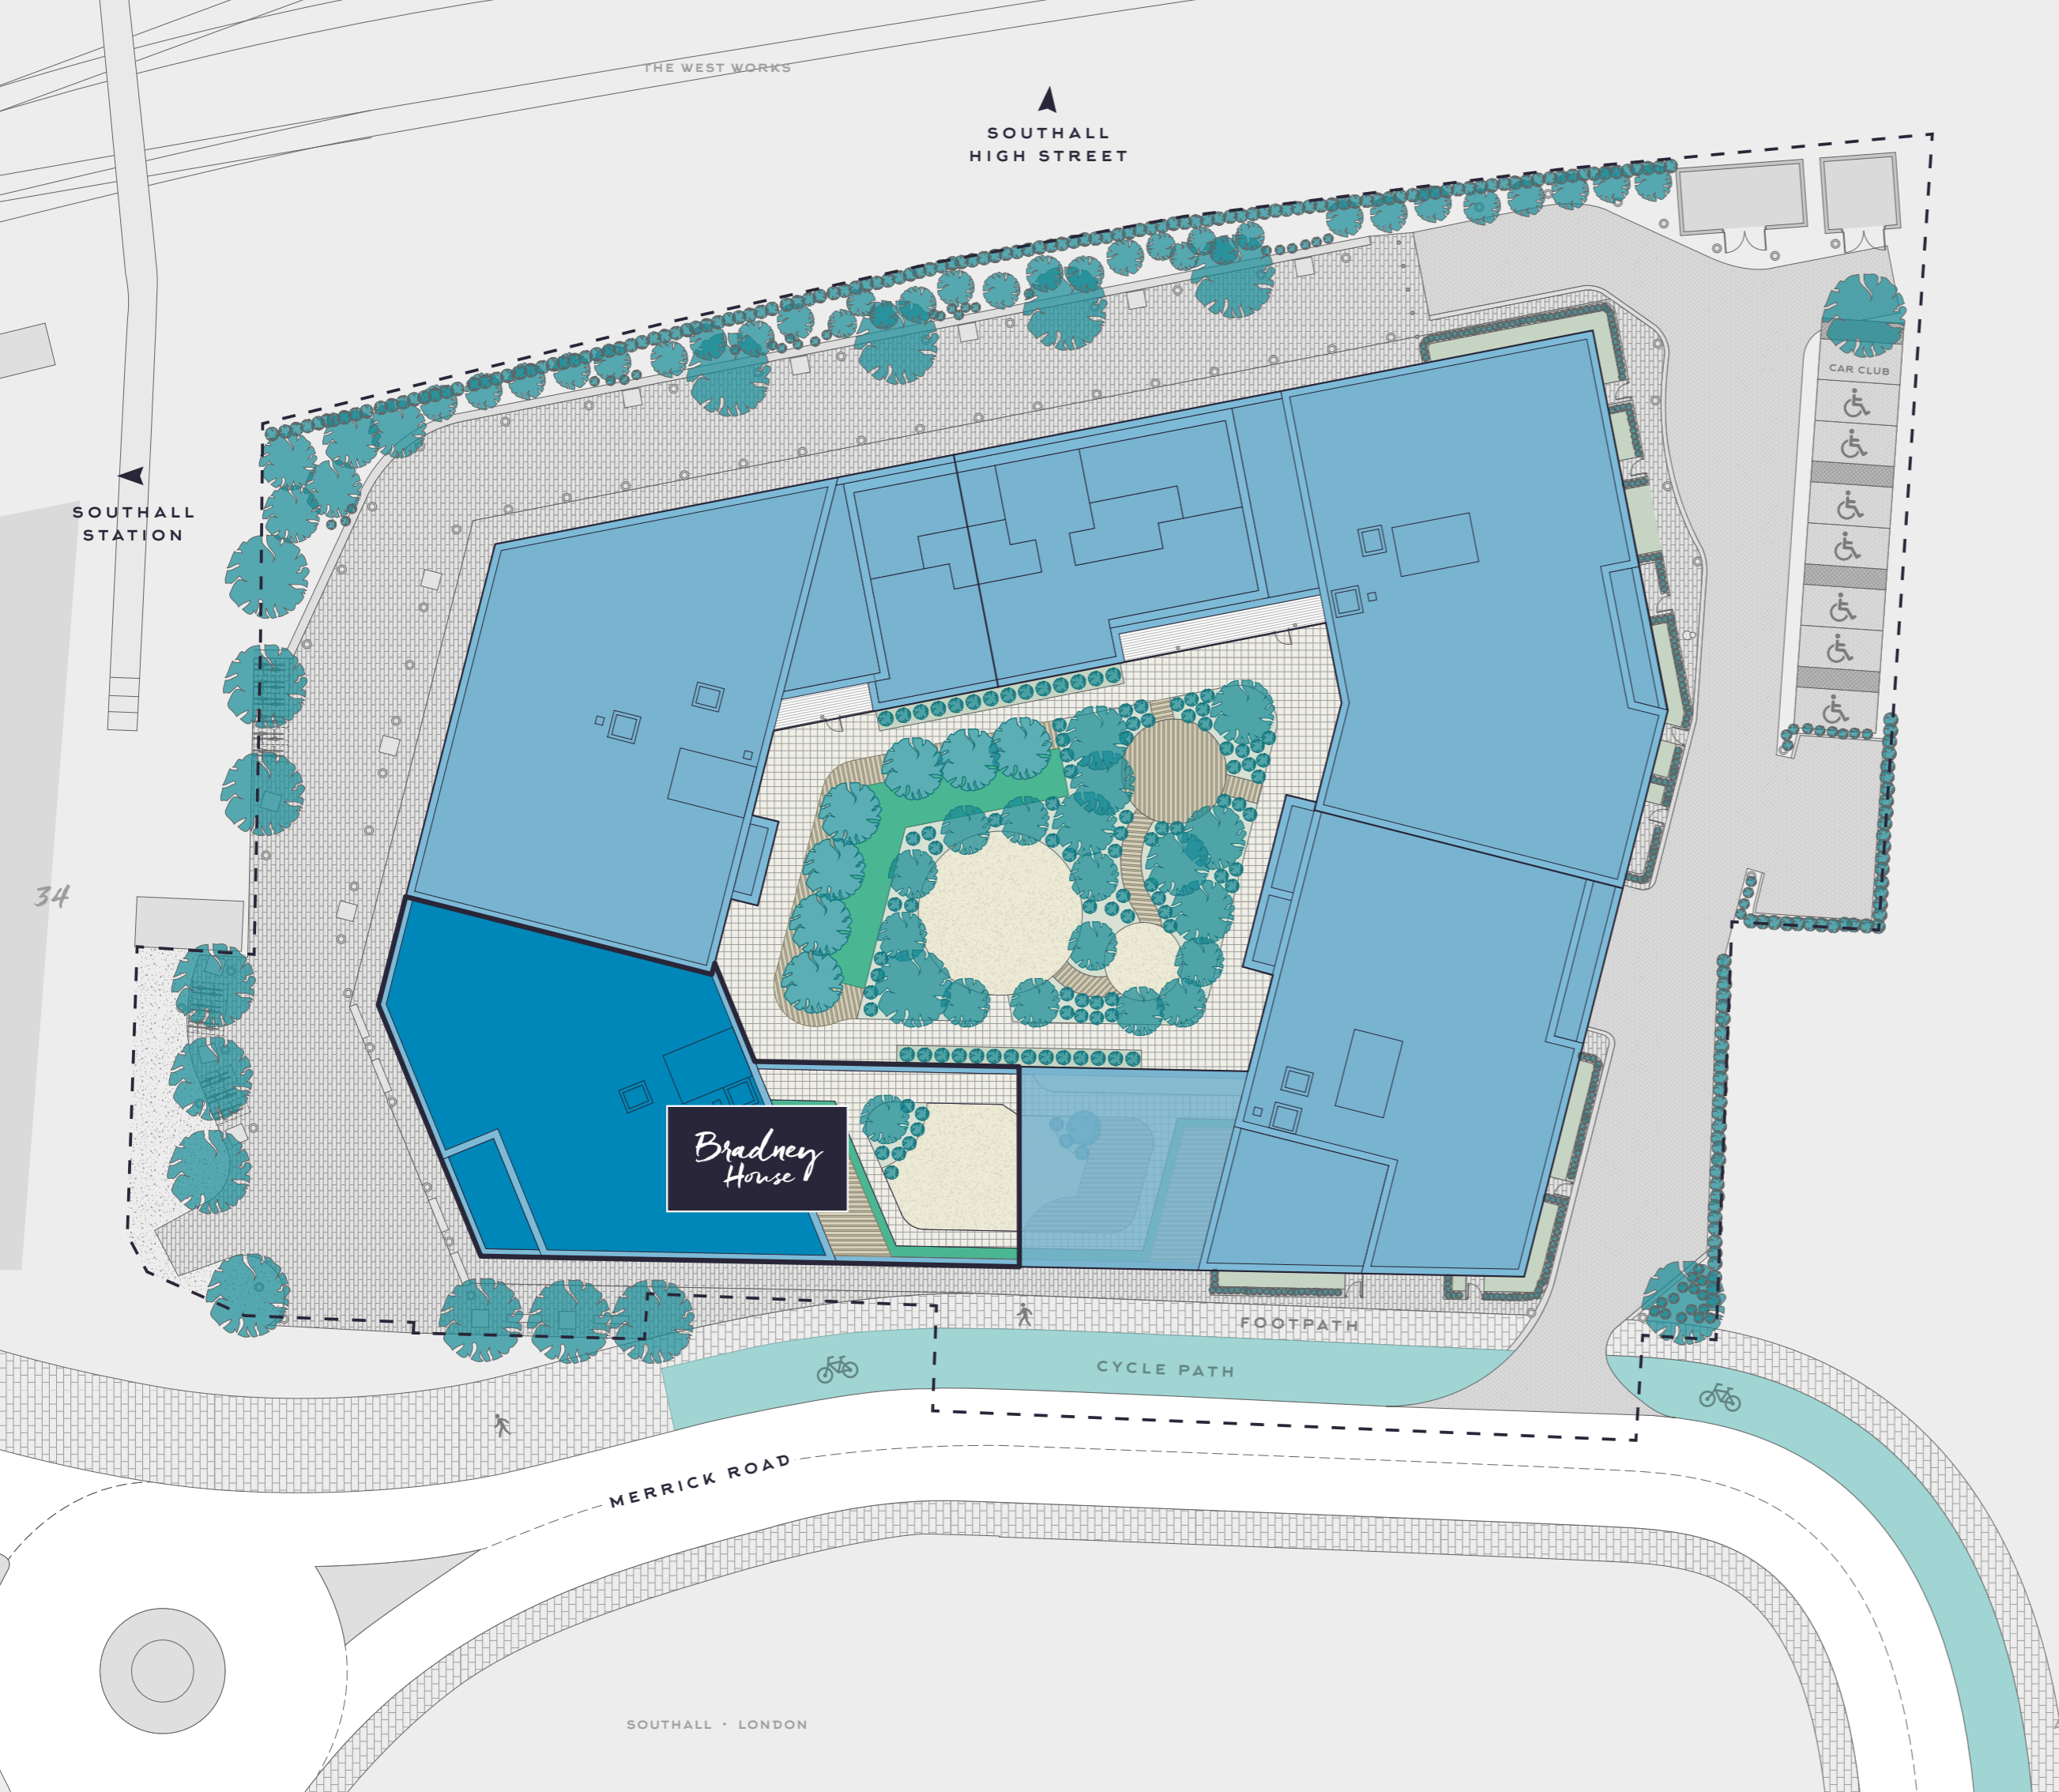 THE WEST WORKS
SOUTHALL
HIGH STREET
CAR CLUB
SOUTHALL
STATION
34
Bradney
House
FOOTPATH
CYCLE PATH
MERRICK ROAD
SOUTHALL · LONDON